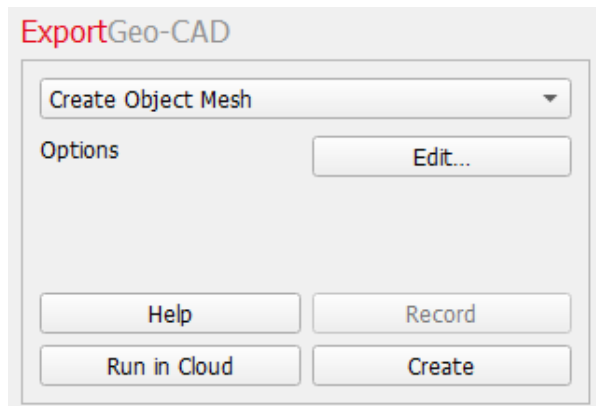 ExportGeo-CAD
Create Object Mesh
Options
Edit...
Help
Record
Run in Cloud
Create